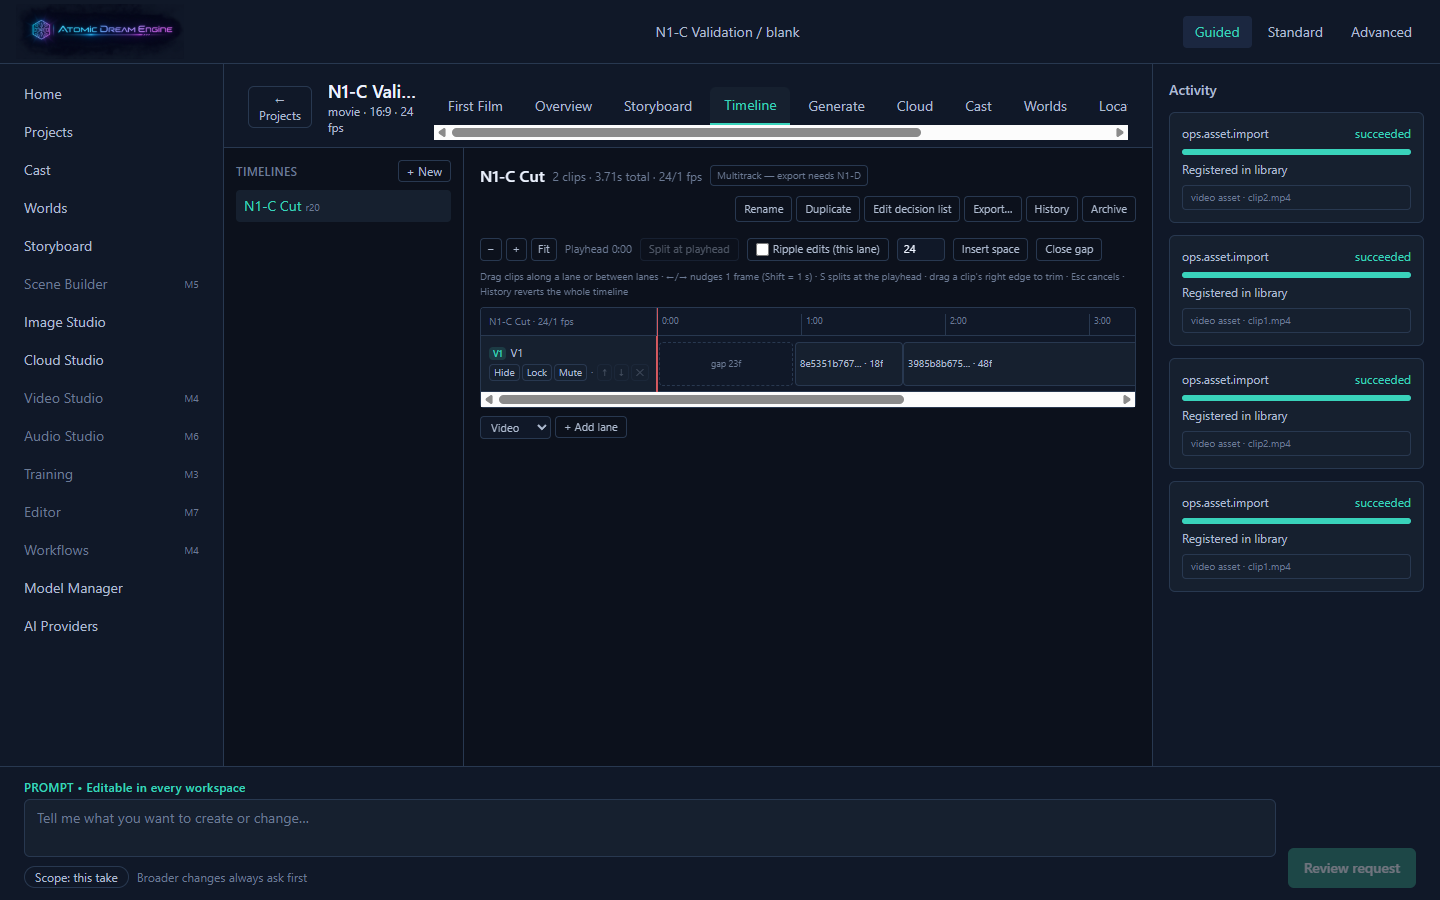 ATOMIC DREAM ENGINE
N1-C Validation / blank
Guided
Standard
Advanced
Home
Projects
Cast
Worlds
Storyboard
Scene Builder M5
Image Studio
Cloud Studio
Video Studio M4
Audio Studio M6
Training M3
Editor M7
Workflows M4
Model Manager
AI Providers
←
Projects
N1-C Vali...
movie · 16:9 · 24
fps
First Film
Overview
Storyboard
Timeline
Generate
Cloud
Cast
Worlds
Loca
TIMELINES
+ New
N1-C Cut r20
N1-C Cut 2 clips · 3.71s total · 24/1 fps
Multitrack — export needs N1-D
Rename
Duplicate
Edit decision list
Export...
History
Archive
−
+
Fit
Playhead 0:00
Split at playhead
Ripple edits (this lane)
24
Insert space
Close gap
Drag clips along a lane or between lanes · ←/→ nudges 1 frame (Shift = 1 s) · S splits at the playhead · drag a clip's right edge to trim · Esc cancels ·
History reverts the whole timeline
N1-C Cut · 24/1 fps
0:00
1:00
2:00
3:00
V1 V1
Hide
Lock
Mute
· ↑ ↓ ✕
gap 23f
8e5351b767... · 18f
3985b8b675... · 48f
Video
+ Add lane
Activity
ops.asset.import succeeded
Registered in library
video asset · clip2.mp4
ops.asset.import succeeded
Registered in library
video asset · clip1.mp4
ops.asset.import succeeded
Registered in library
video asset · clip2.mp4
ops.asset.import succeeded
Registered in library
video asset · clip1.mp4
PROMPT • Editable in every workspace
Tell me what you want to create or change...
Scope: this take
Broader changes always ask first
Review request